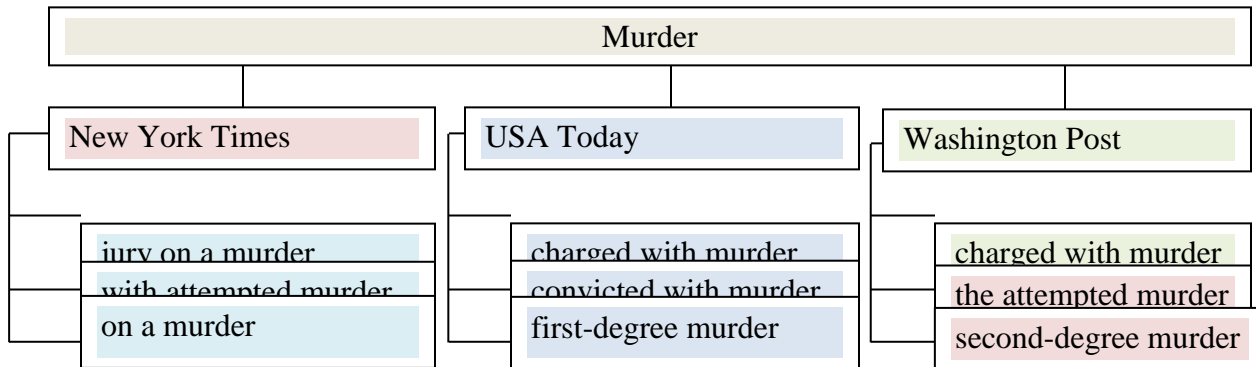 Murder
New York Times
USA Today
Washington Post
jury on a murder
with attempted murder
on a murder
charged with murder
convicted with murder
first-degree murder
charged with murder
the attempted murder
second-degree murder